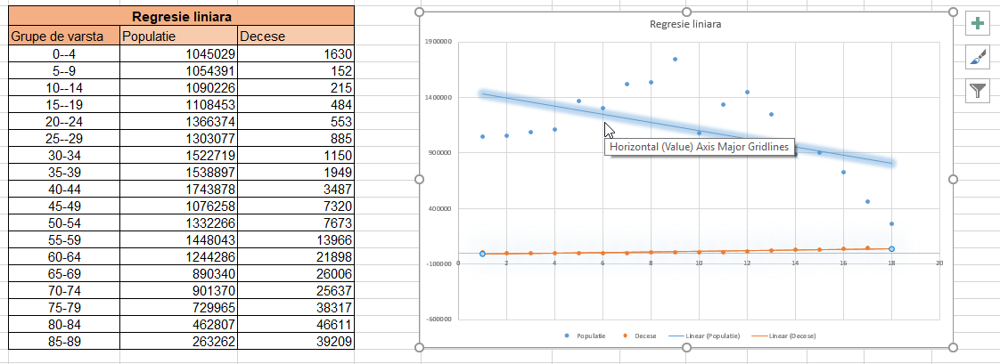 Regresie liniara
Grupe de varsta Populatie Decese
0--4 1045029 1630
5--9 1054391 152
10--14 1090226 215
15--19 1108453 484
20--24 1366374 553
25--29 1303077 885
30-34 1522719 1150
35-39 1538897 1949
40-44 1743878 3487
45-49 1076258 7320
50-54 1332266 7673
55-59 1448043 13966
60-64 1244286 21898
65-69 890340 26006
70-74 901370 25637
75-79 729965 38317
80-84 462807 46611
85-89 263262 39209
Regresie liniara
1900000
1400000
900000
400000
-100000
-600000
0 2 4 6 8 10 12 14 16 18 20
Horizontal (Value) Axis Major Gridlines
Populatie Decese Linear (Populatie) Linear (Decese)